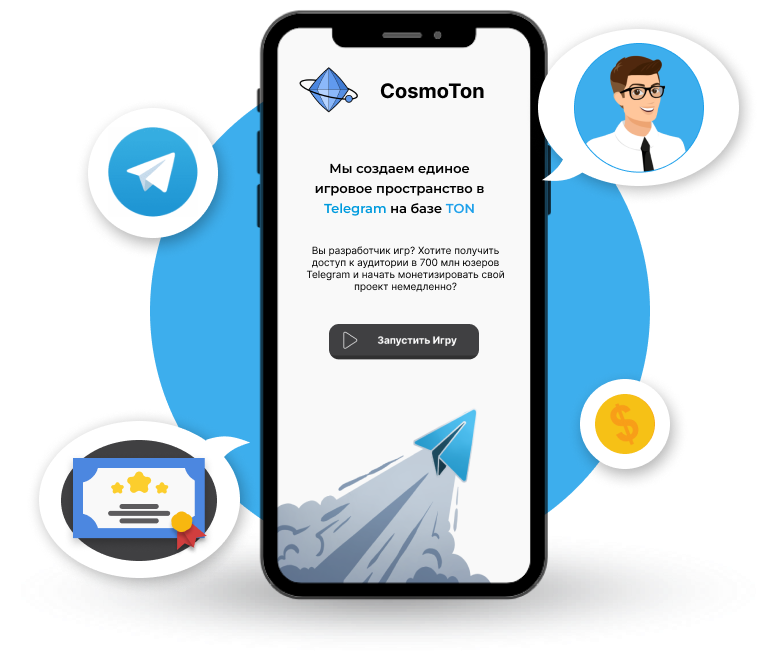 CosmoTon
Мы создаем единое
игровое пространство в
Telegram на базе TON
Вы разработчик игр? Хотите получить
доступ к аудитории в 700 млн юзеров
Telegram и начать монетизировать свой
проект немедленно?
Запустить Игру
$